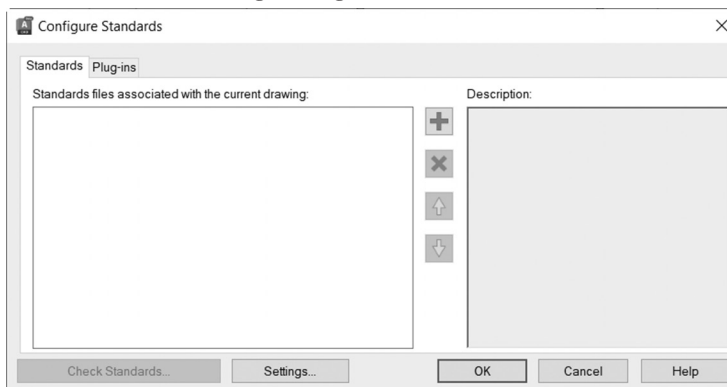 Configure Standards
Standards Plug-ins
Standards files associated with the current drawing: Description:
Check Standards... Settings... OK Cancel Help